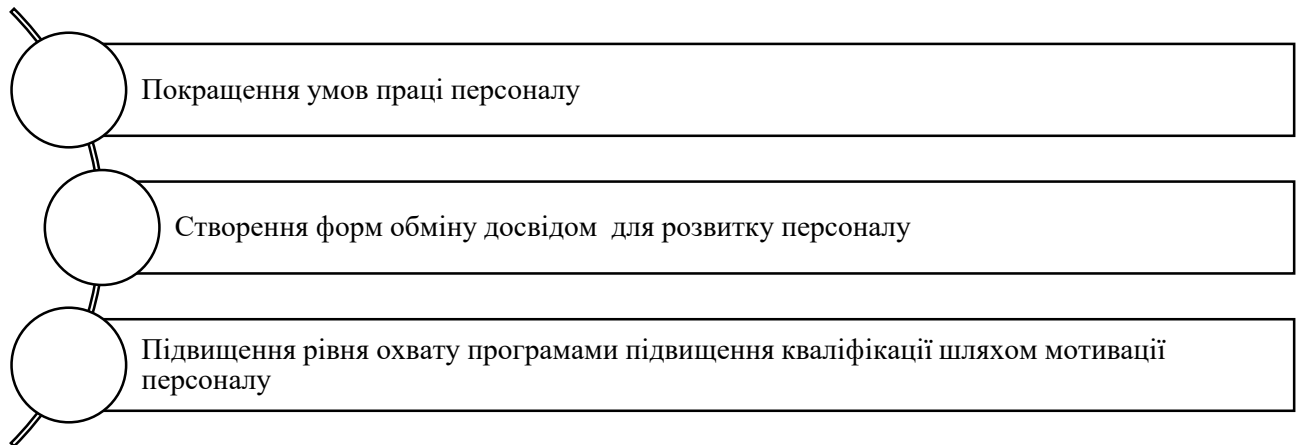 Покращення умов праці персоналу
Створення форм обміну досвідом  для розвитку персоналу
Підвищення рівня охвату програмами підвищення кваліфікації шляхом мотивації
персоналу